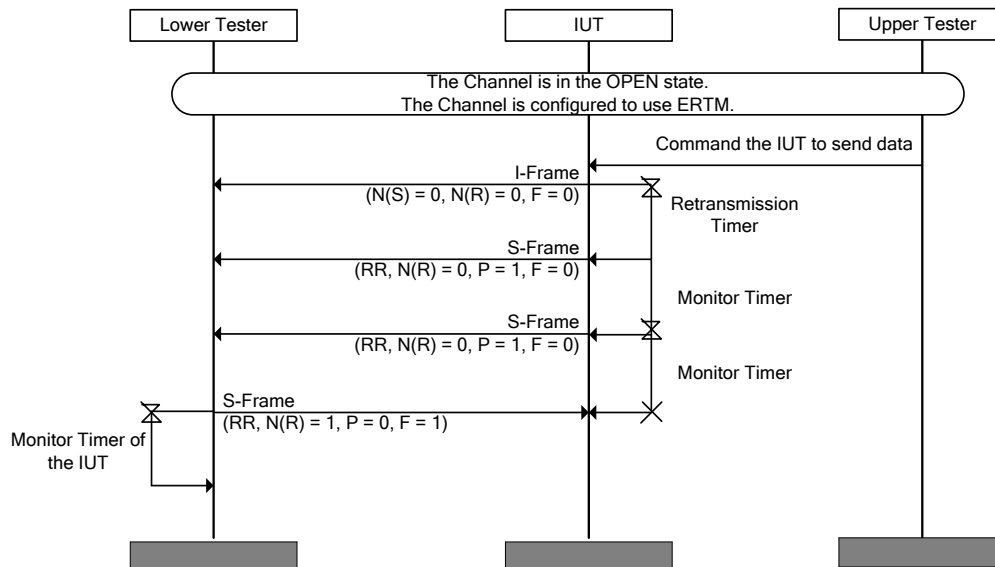 Lower Tester
IUT
Upper Tester
The Channel is in the OPEN state.
The Channel is configured to use ERTM.
Command the IUT to send data
I-Frame
(N(S) = 0, N(R) = 0, F = 0)
Retransmission
Timer
S-Frame
(RR, N(R) = 0, P = 1, F = 0)
Monitor Timer
S-Frame
(RR, N(R) = 0, P = 1, F = 0)
Monitor Timer
S-Frame
(RR, N(R) = 1, P = 0, F = 1)
Monitor Timer of
the IUT